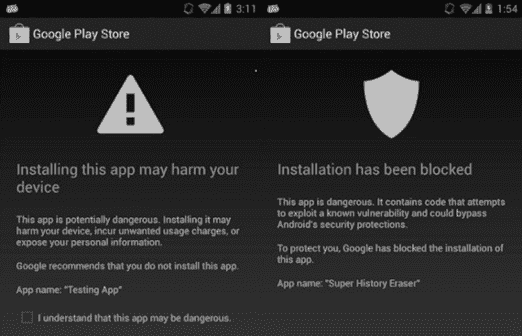 3:11
Google Play Store
Installing this app may harm your
device
This app is potentially dangerous. Installing it may
harm your device, incur unwanted usage charges, or
expose your personal information.
Google recommends that you do not install this app.
App name: "Testing App"
I understand that this app may be dangerous.
1:54
Google Play Store
Installation has been blocked
This app is dangerous. It contains code that attempts
to exploit a known vulnerability and could bypass
Android's security protections.
To protect you, Google has blocked the installation of
this app.
App name: "Super History Eraser"